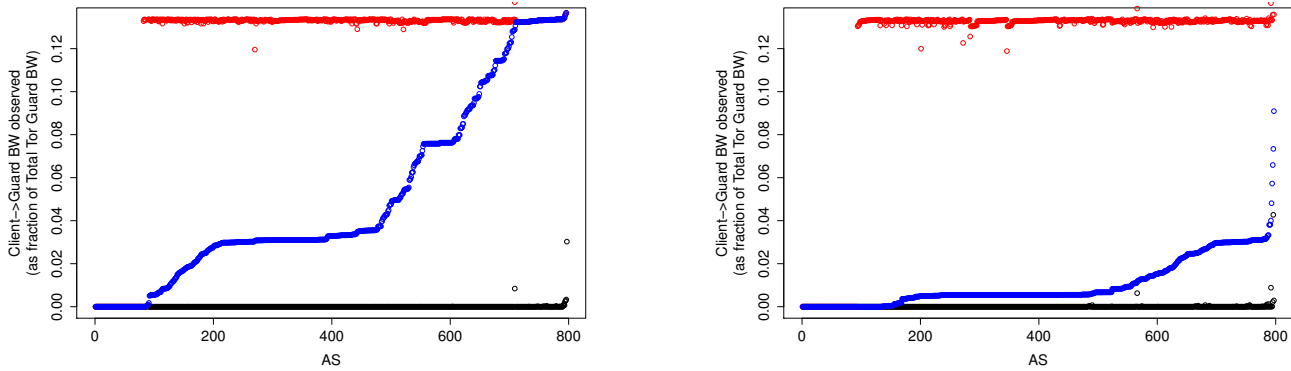 Client->Guard BW observed
(as fraction of Total Tor Guard BW)
0.00 0.02 0.04 0.06 0.08 0.10 0.12
0 200 400 600 800
AS
Client->Guard BW observed
(as fraction of Total Tor Guard BW)
0.00 0.02 0.04 0.06 0.08 0.10 0.12
0 200 400 600 800
AS